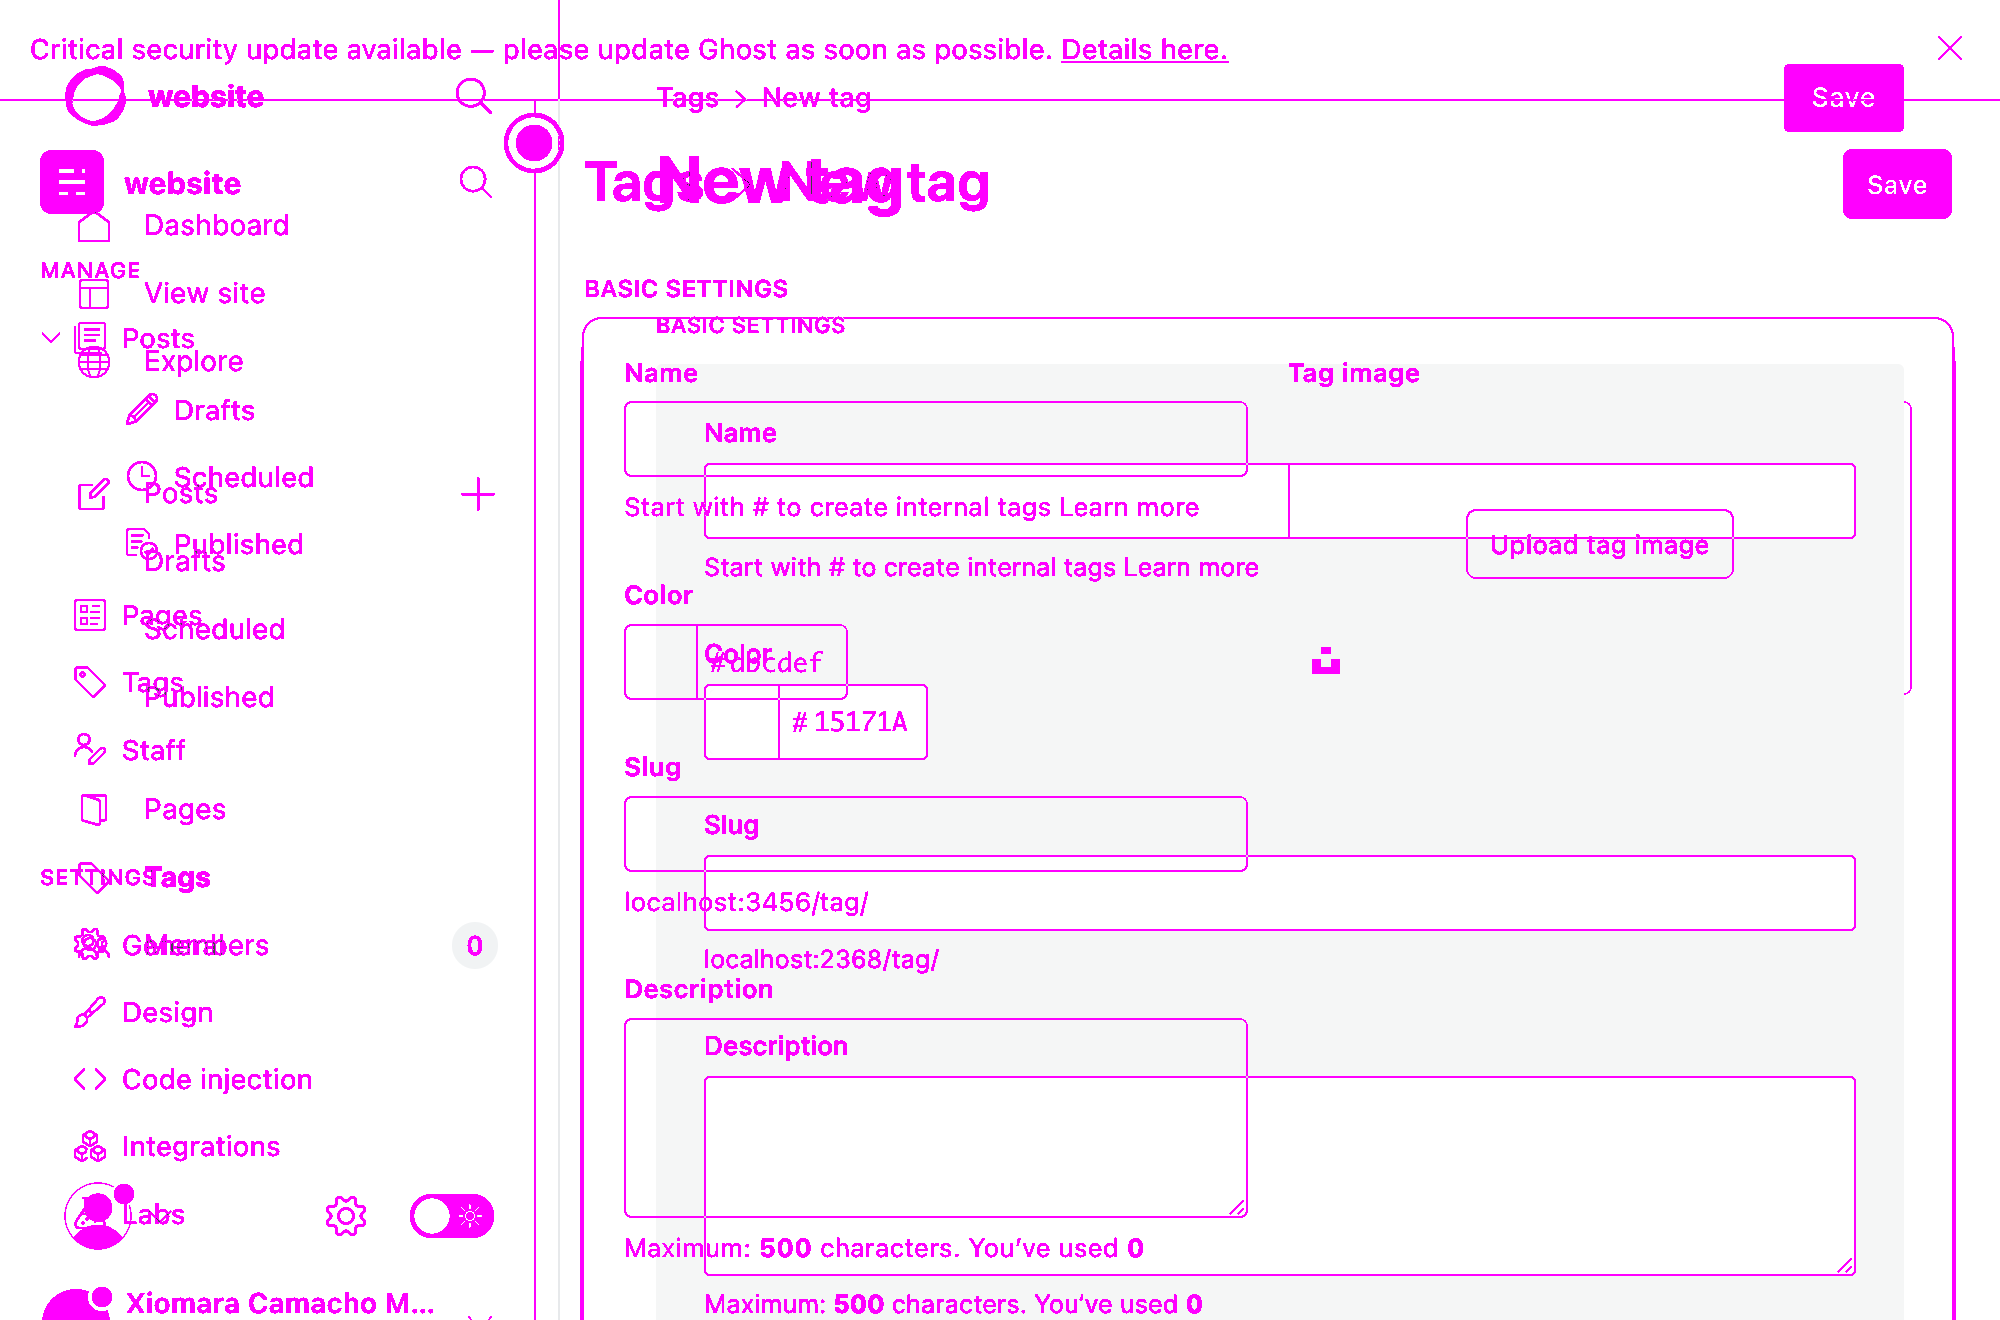 Critical security update available — please update Ghost as soon as possible. Details here.
website
Tags > New tag
Save
website
Tags > New tag
New tag
Save
Dashboard
MANAGE
View site
Posts
Explore
Drafts
Scheduled
Posts
Published
Drafts
Pages
Scheduled
Tags
Published
Staff
Pages
SETTINGS
Tags
General
Members
0
Design
Code injection
Integrations
Labs
Xiomara Camacho M...
BASIC SETTINGS
BASIC SETTINGS
Name
Tag image
Name
Start with # to create internal tags Learn more
Upload tag image
Start with # to create internal tags Learn more
Color
Color
#abcdef
#15171A
Slug
Slug
localhost:3456/tag/
localhost:2368/tag/
Description
Description
Maximum: 500 characters. You’ve used 0
Maximum: 500 characters. You’ve used 0